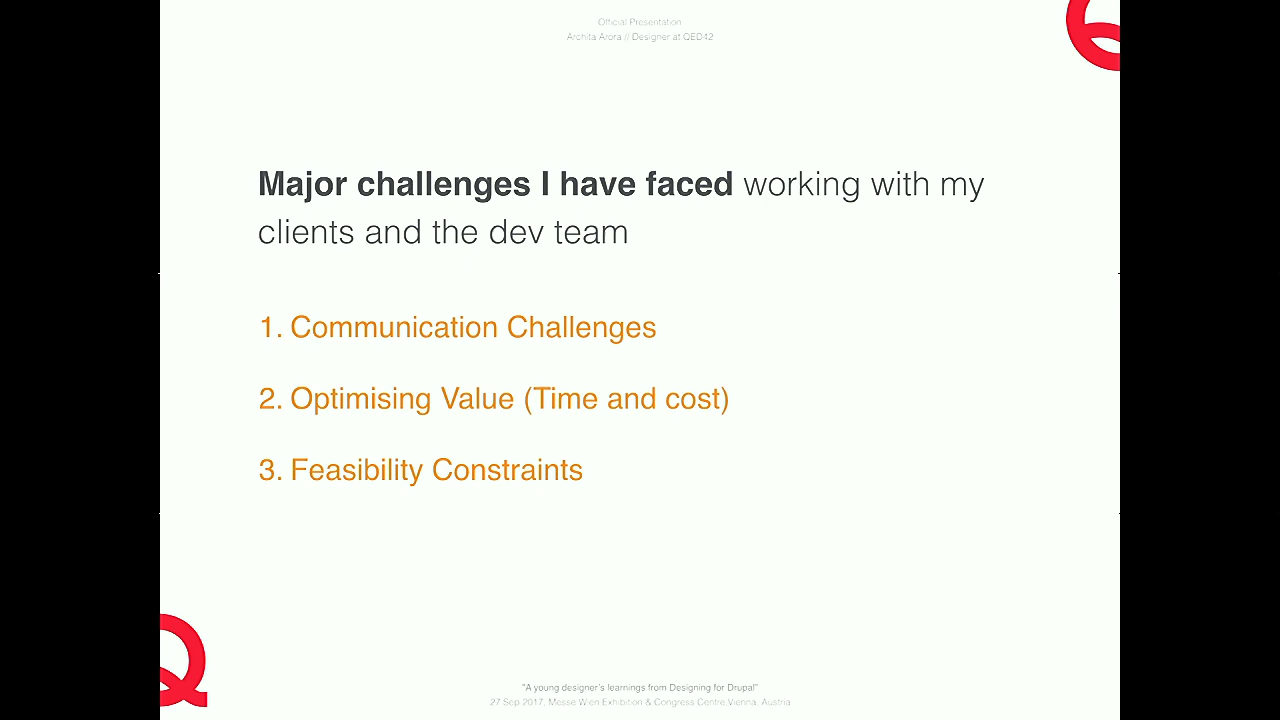 Official Presentation
Archita Arora // Designer at QED42
Major challenges I have faced working with my
clients and the dev team
1. Communication Challenges
2. Optimising Value (Time and cost)
3. Feasibility Constraints
"A young designer's learnings from Designing for Drupal"
27 Sep 2017, Messe Wien Exhibition & Congress Centre, Vienna, Austria